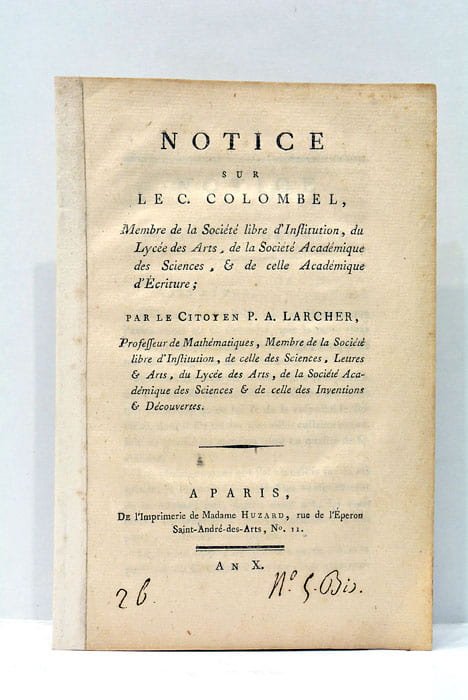 NOTICE
SUR
LE C. COLOMBEL,
Membre de la Société libre d'Inſtitution, du
Lycée des Arts, de la Société Académique
des Sciences, & de celle Académique
d'Écriture;
PAR LE CITOYEN P. A. LARCHER,
Profeſſeur de Mathématiques, Membre de la Société
libre d'Inſtitution, de celle des Sciences, Lettres
& Arts, du Lycée des Arts, de la Société Aca-
démique des Sciences & de celle des Inventions
& Découvertes.
A PARIS,
De l'Imprimerie de Madame HUZARD, rue de l'Éperon
Saint-André-des-Arts, No. 11.
AN X.
26. No. 5. Bis.